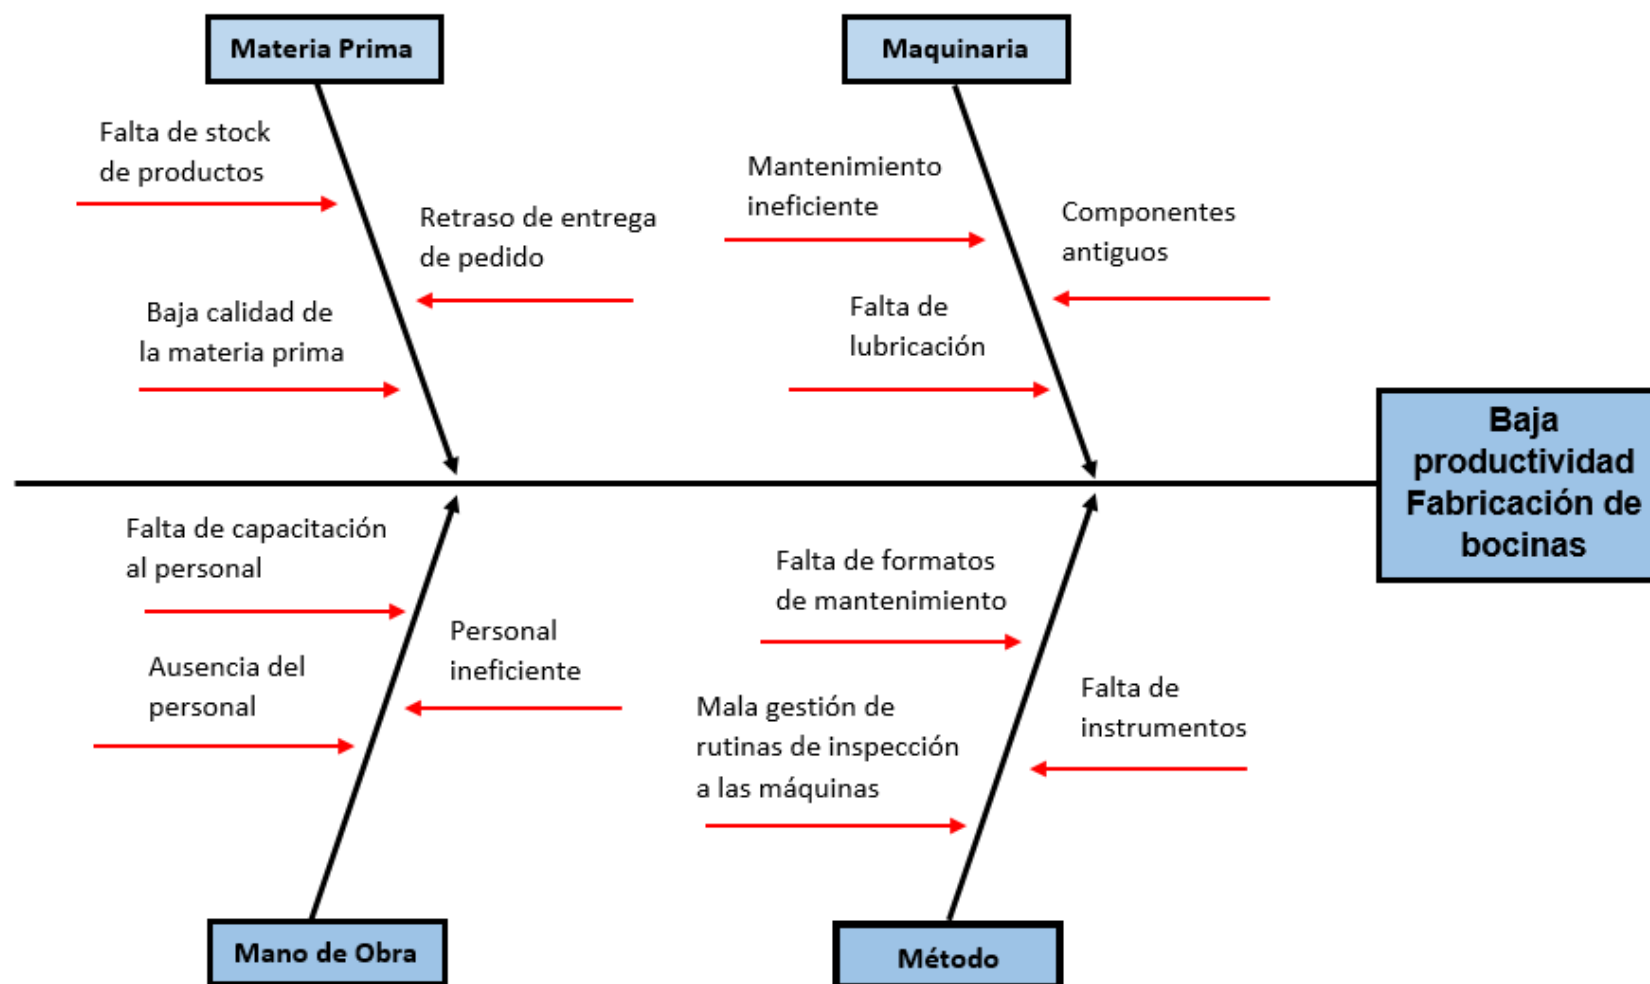 Materia Prima
Maquinaria
Falta de stock
de productos
Retraso de entrega
de pedido
Baja calidad de
la materia prima
Mantenimiento
ineficiente
Componentes
antiguos
Falta de
lubricación
Baja
productividad
Fabricación de
bocinas
Falta de capacitación
al personal
Personal
ineficiente
Ausencia del
personal
Falta de formatos
de mantenimiento
Falta de
instrumentos
Mala gestión de
rutinas de inspección
a las máquinas
Mano de Obra
Método